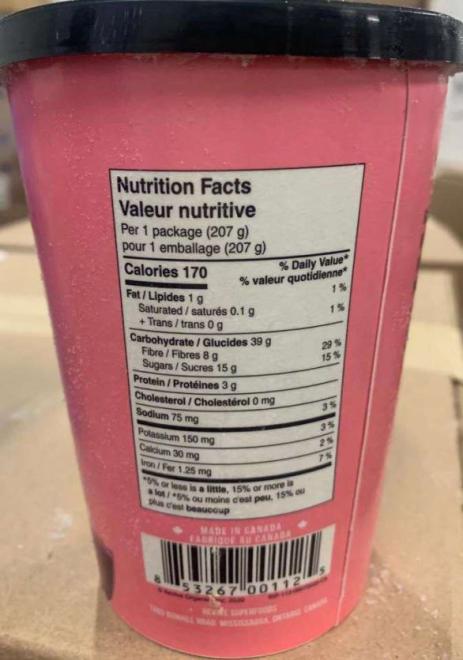 Nutrition Facts
Valeur nutritive
Per 1 package (207 g)
pour 1 emballage (207 g)
Calories 170
% Daily Value*
% valeur quotidienne*
Fat / Lipides 1 g 1 %
Saturated / saturés 0.1 g 1 %
+ Trans / trans 0 g
Carbohydrate / Glucides 39 g
Fibre / Fibres 8 g 29 %
Sugars / Sucres 15 g 15 %
Protein / Protéines 3 g
Cholesterol / Cholestérol 0 mg
Sodium 75 mg 3 %
Potassium 150 mg 3 %
Calcium 30 mg 2 %
Iron / Fer 1.25 mg 7 %
*5% or less is a little, 15% or more is
a lot / *5% ou moins c'est peu, 15% ou
plus c'est beaucoup
MADE IN CANADA
FABRIQUÉ AU CANADA
8 53267 00112 5
SUPERFOODS
ROAD MISSISSAUGA, ONTARIO CANADA